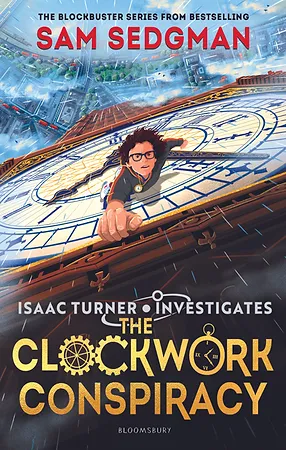 THE BLOCKBUSTER SERIES FROM BESTSELLING
SAM SEDGMAN
ISAAC TURNER INVESTIGATES
THE
CLOCKWORK
CONSPIRACY
BLOOMSBURY